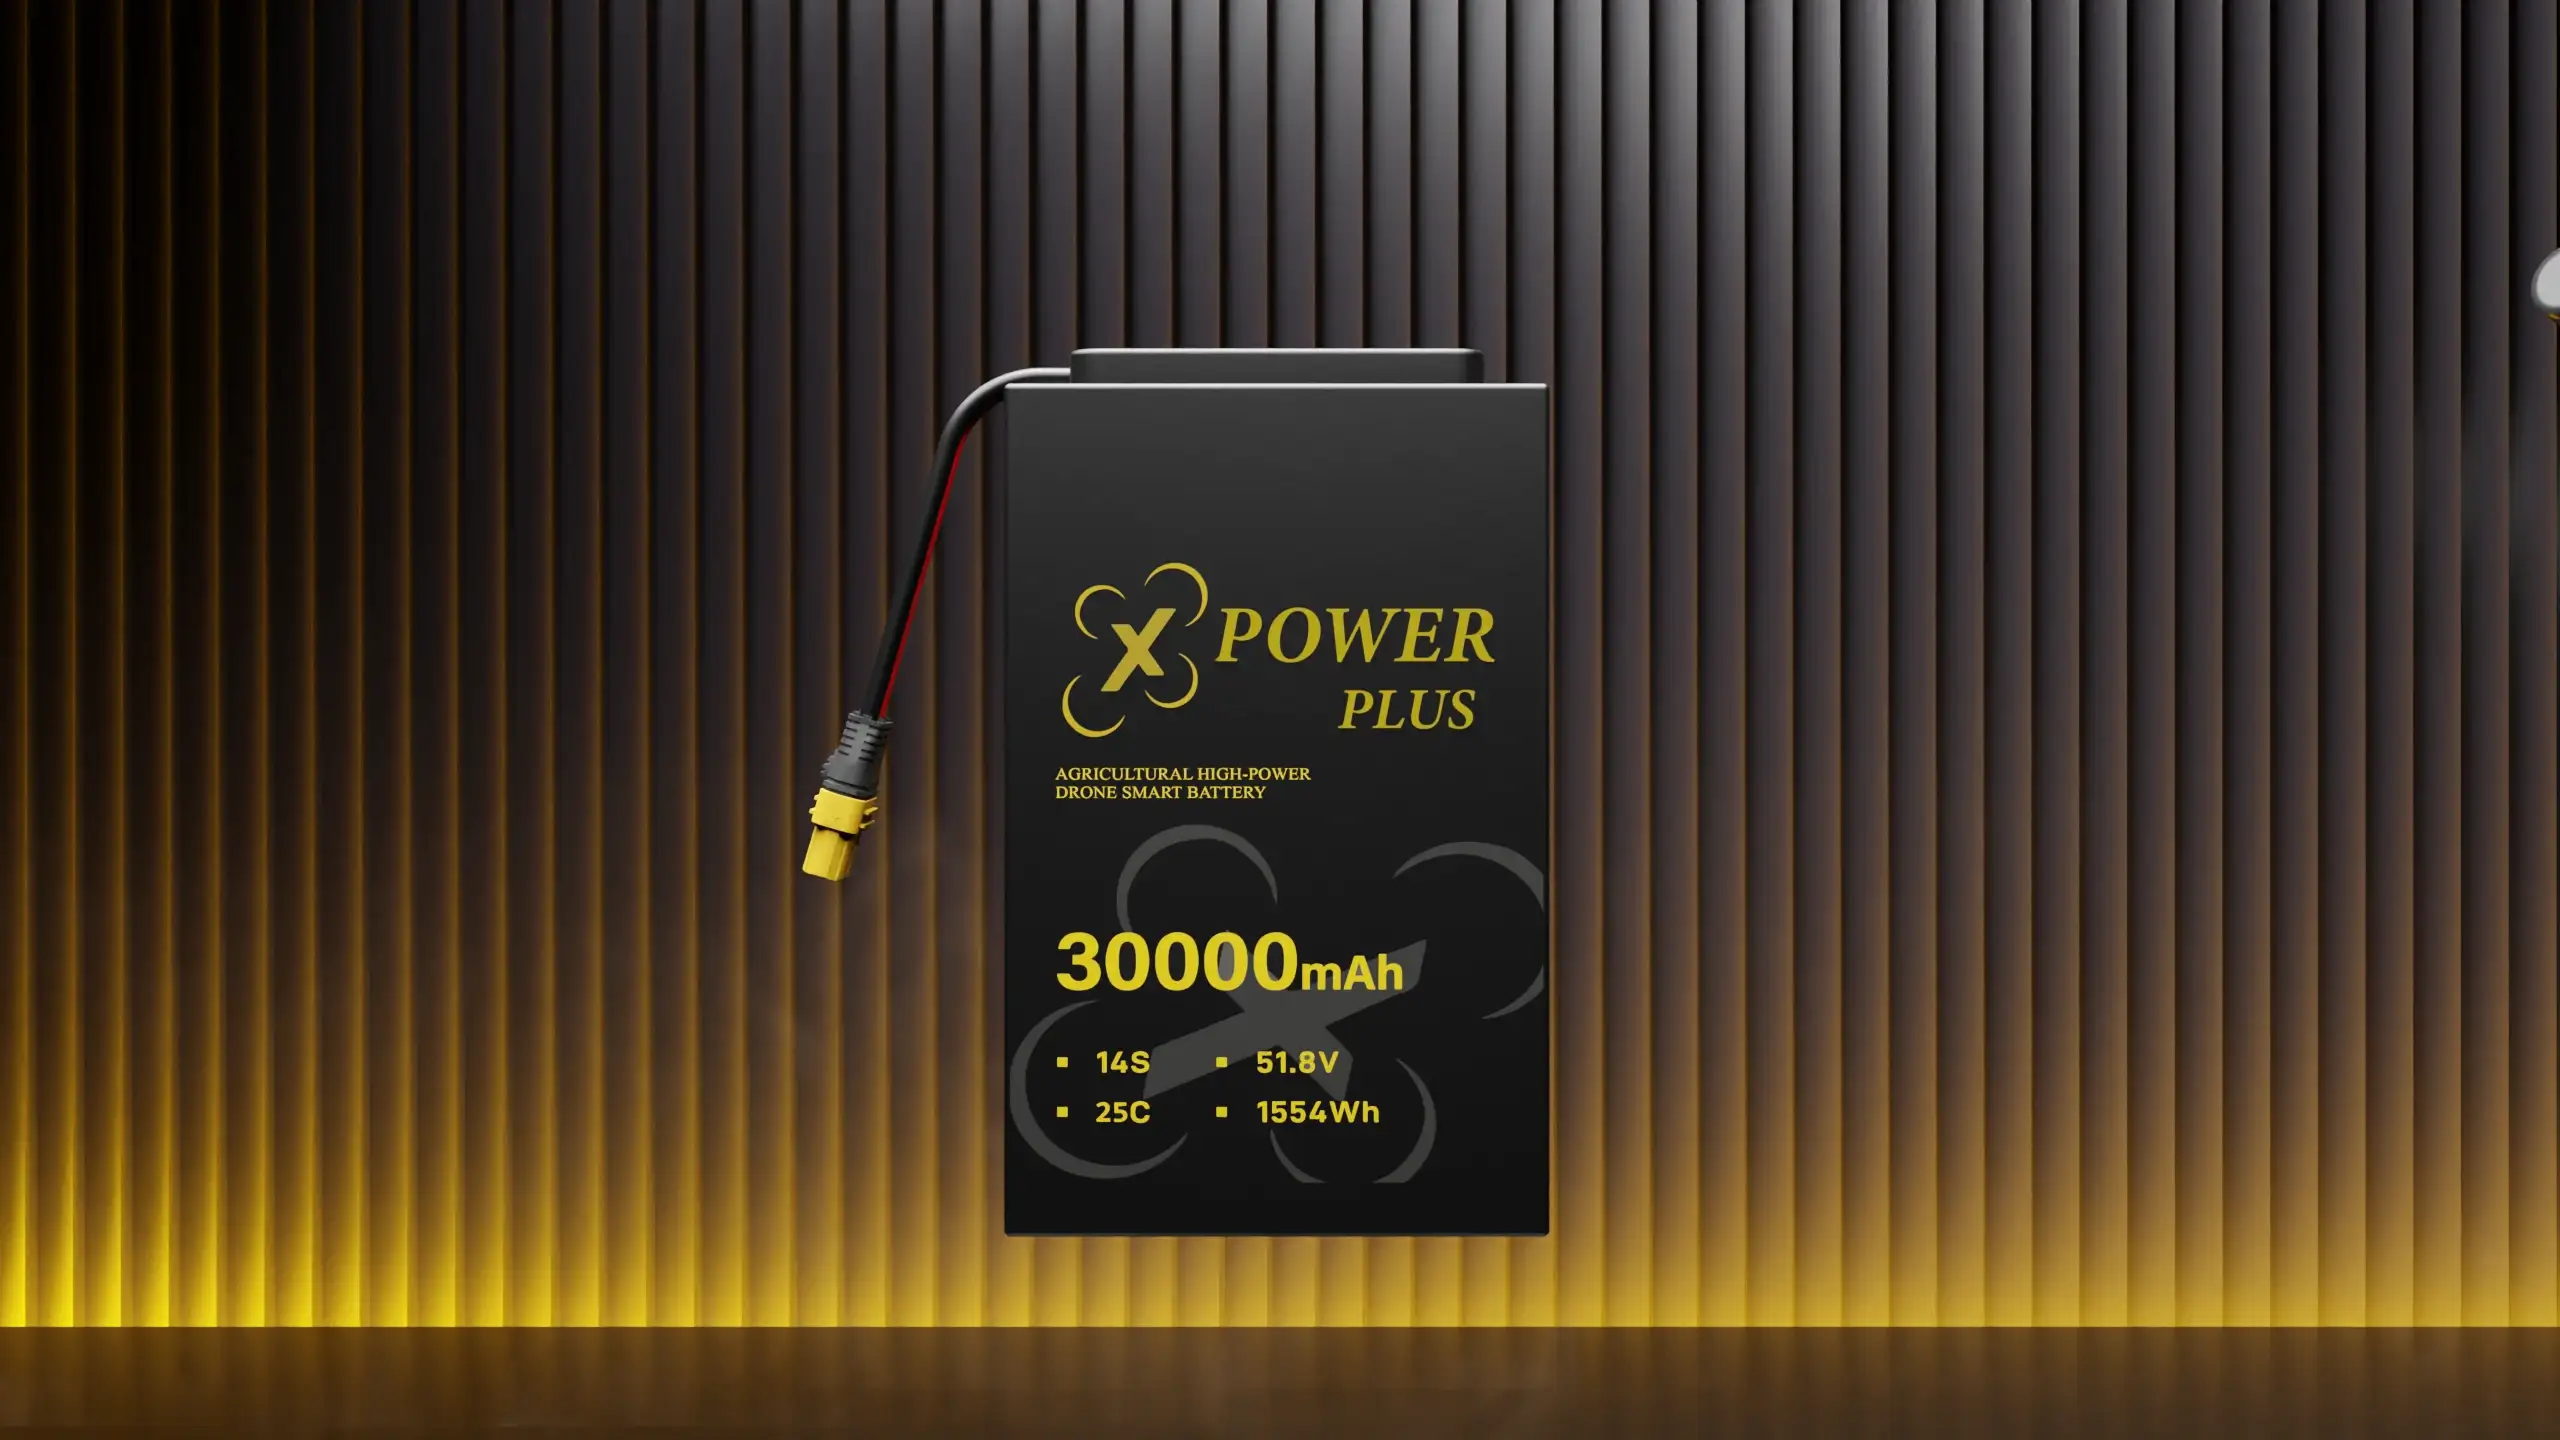 X POWER
PLUS
AGRICULTURAL HIGH-POWER
DRONE SMART BATTERY
30000mAh
▪ 14S ▪ 51.8V
▪ 25C ▪ 1554Wh